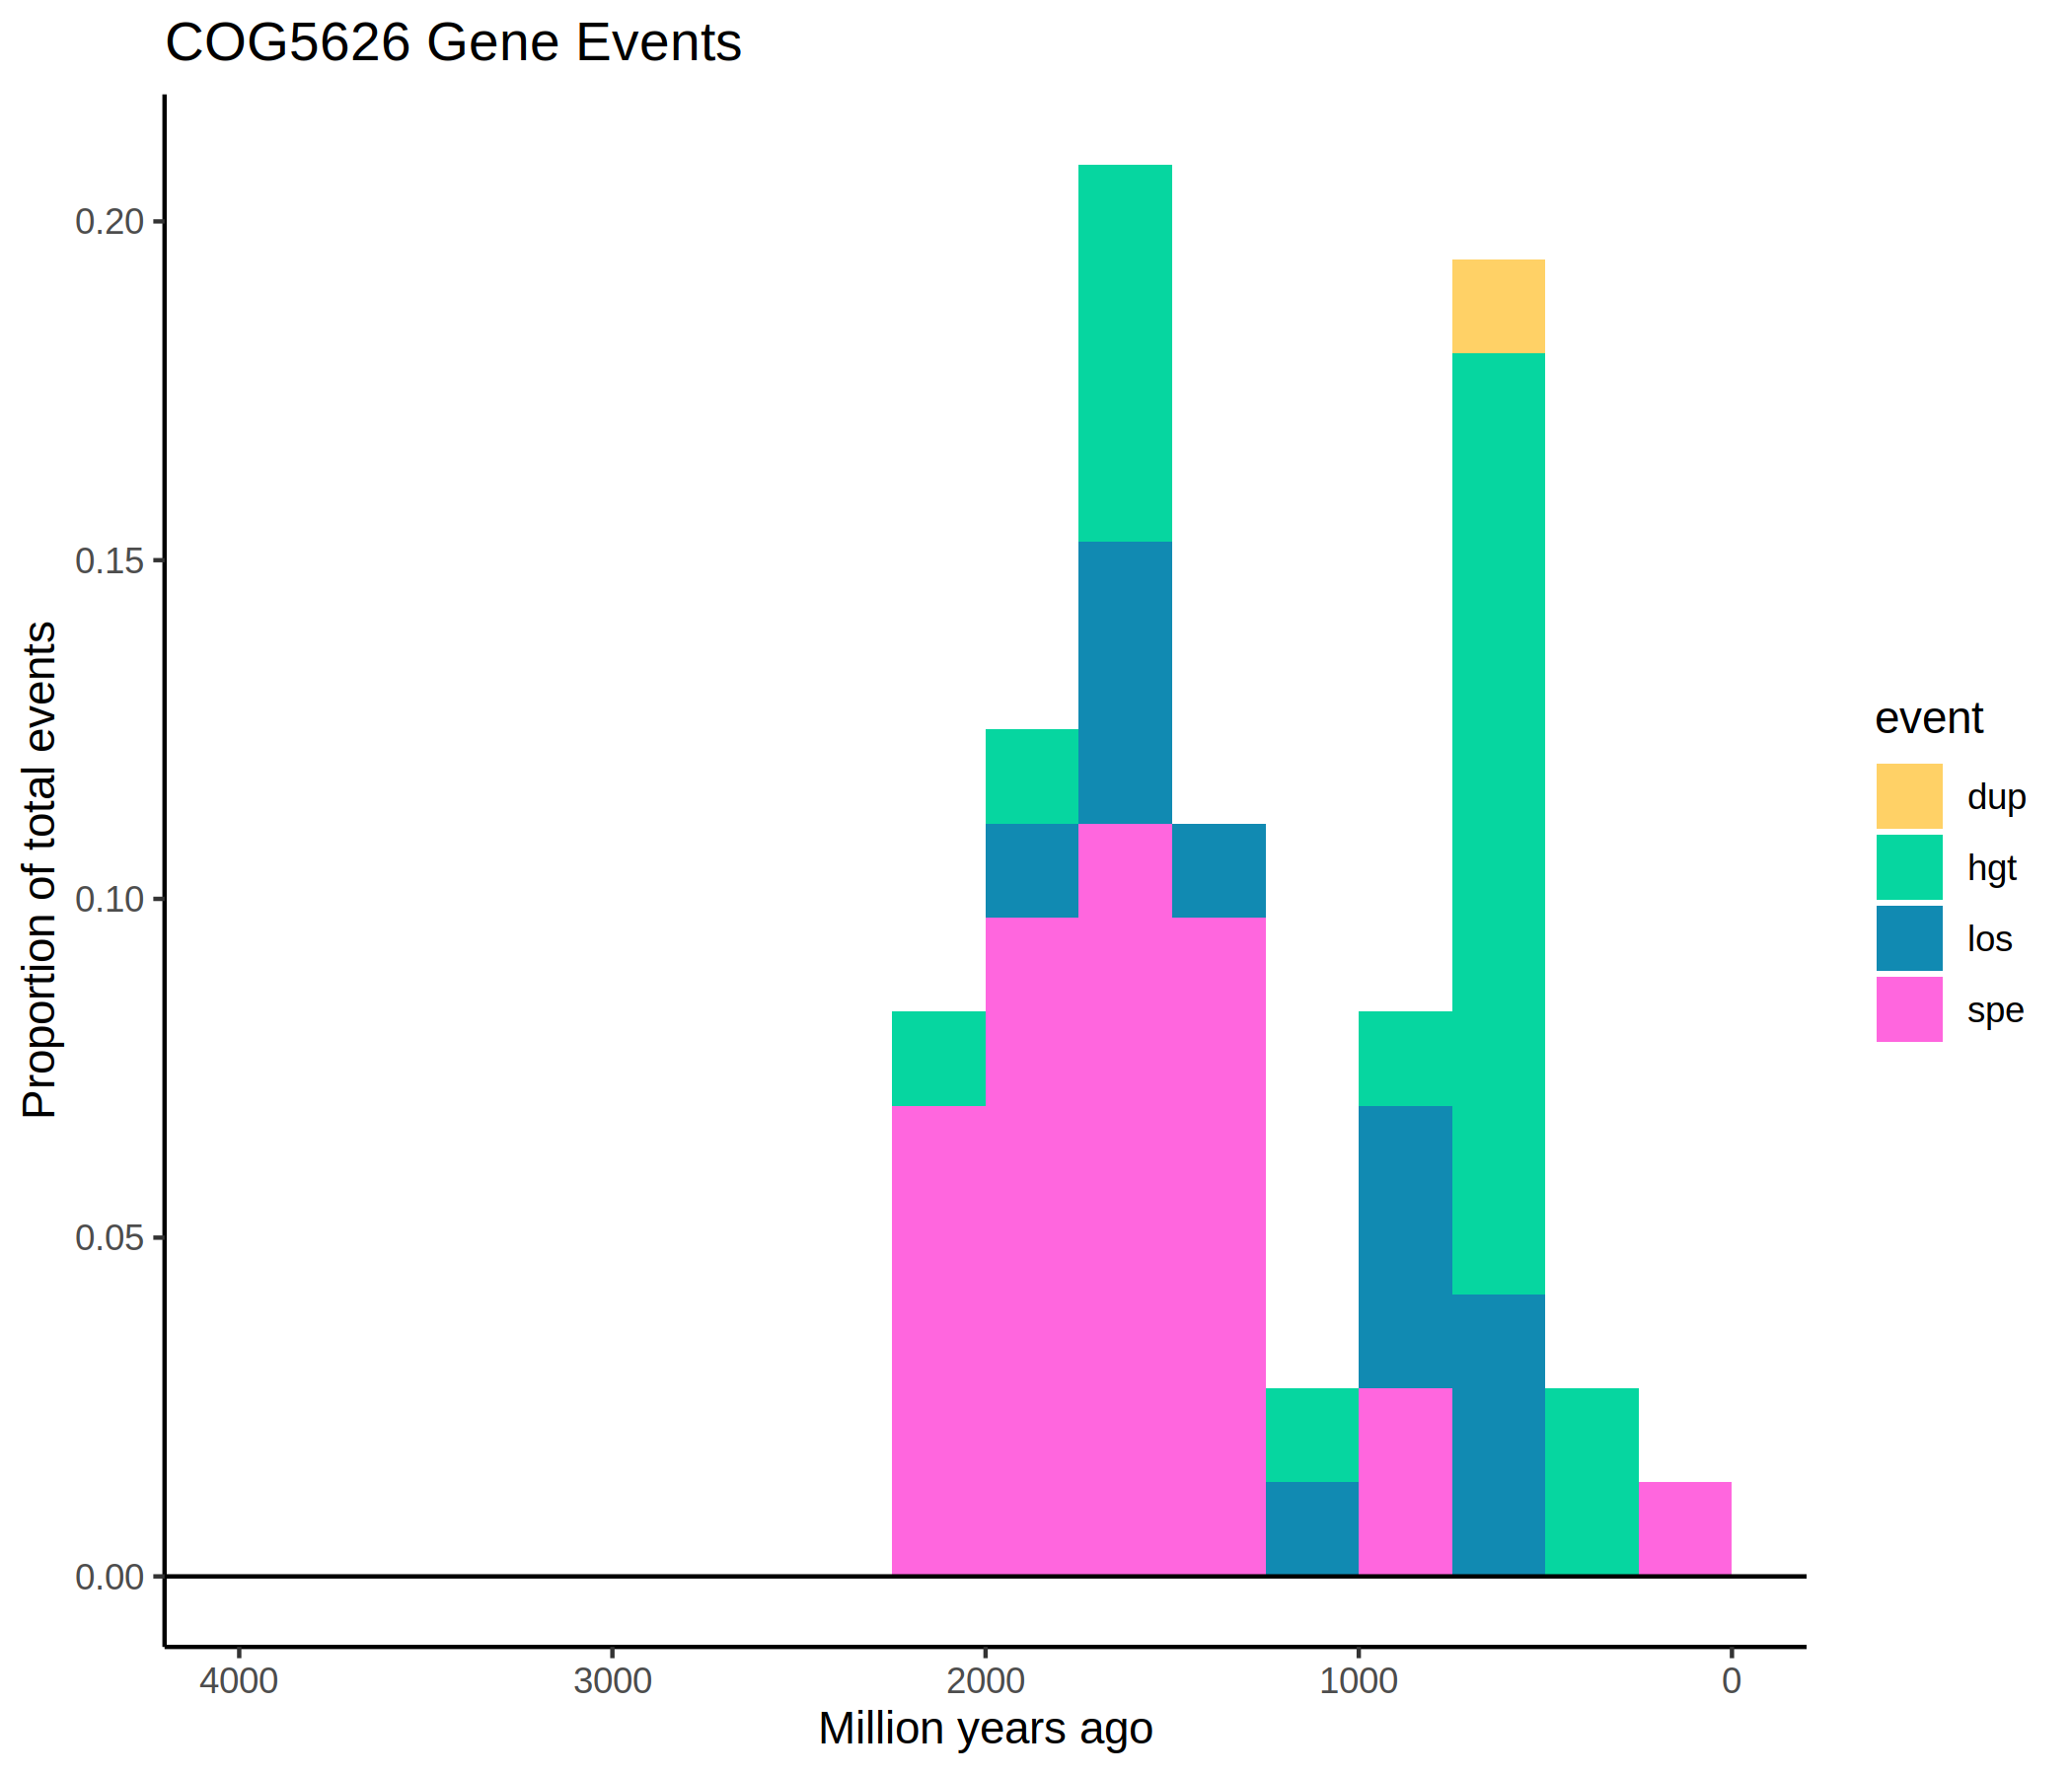 COG5626 Gene Events
Proportion of total events
0.20
0.15
0.10
0.05
0.00
4000 3000 2000 1000 0
Million years ago
event
dup
hgt
los
spe